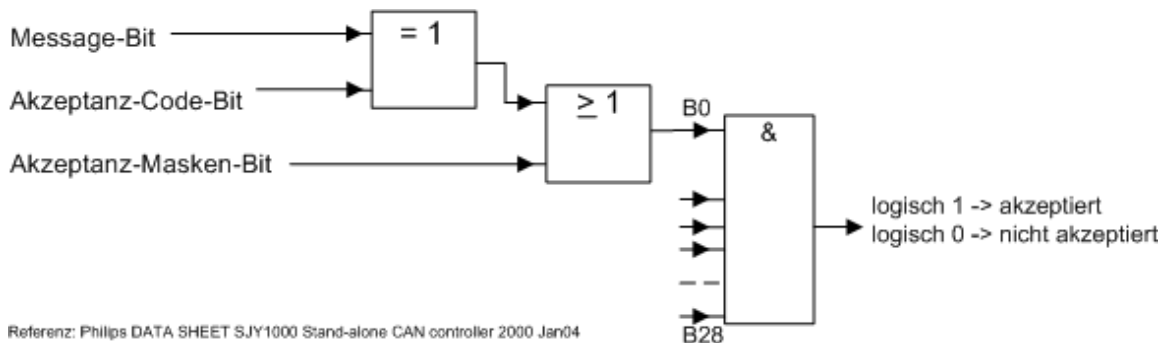 Message-Bit
= 1
Akzeptanz-Code-Bit
≥ 1
B0
&
Akzeptanz-Masken-Bit
logisch 1 -> akzeptiert
logisch 0 -> nicht akzeptiert
B28
Referenz: Philips DATA SHEET SJY1000 Stand-alone CAN controller 2000 Jan04